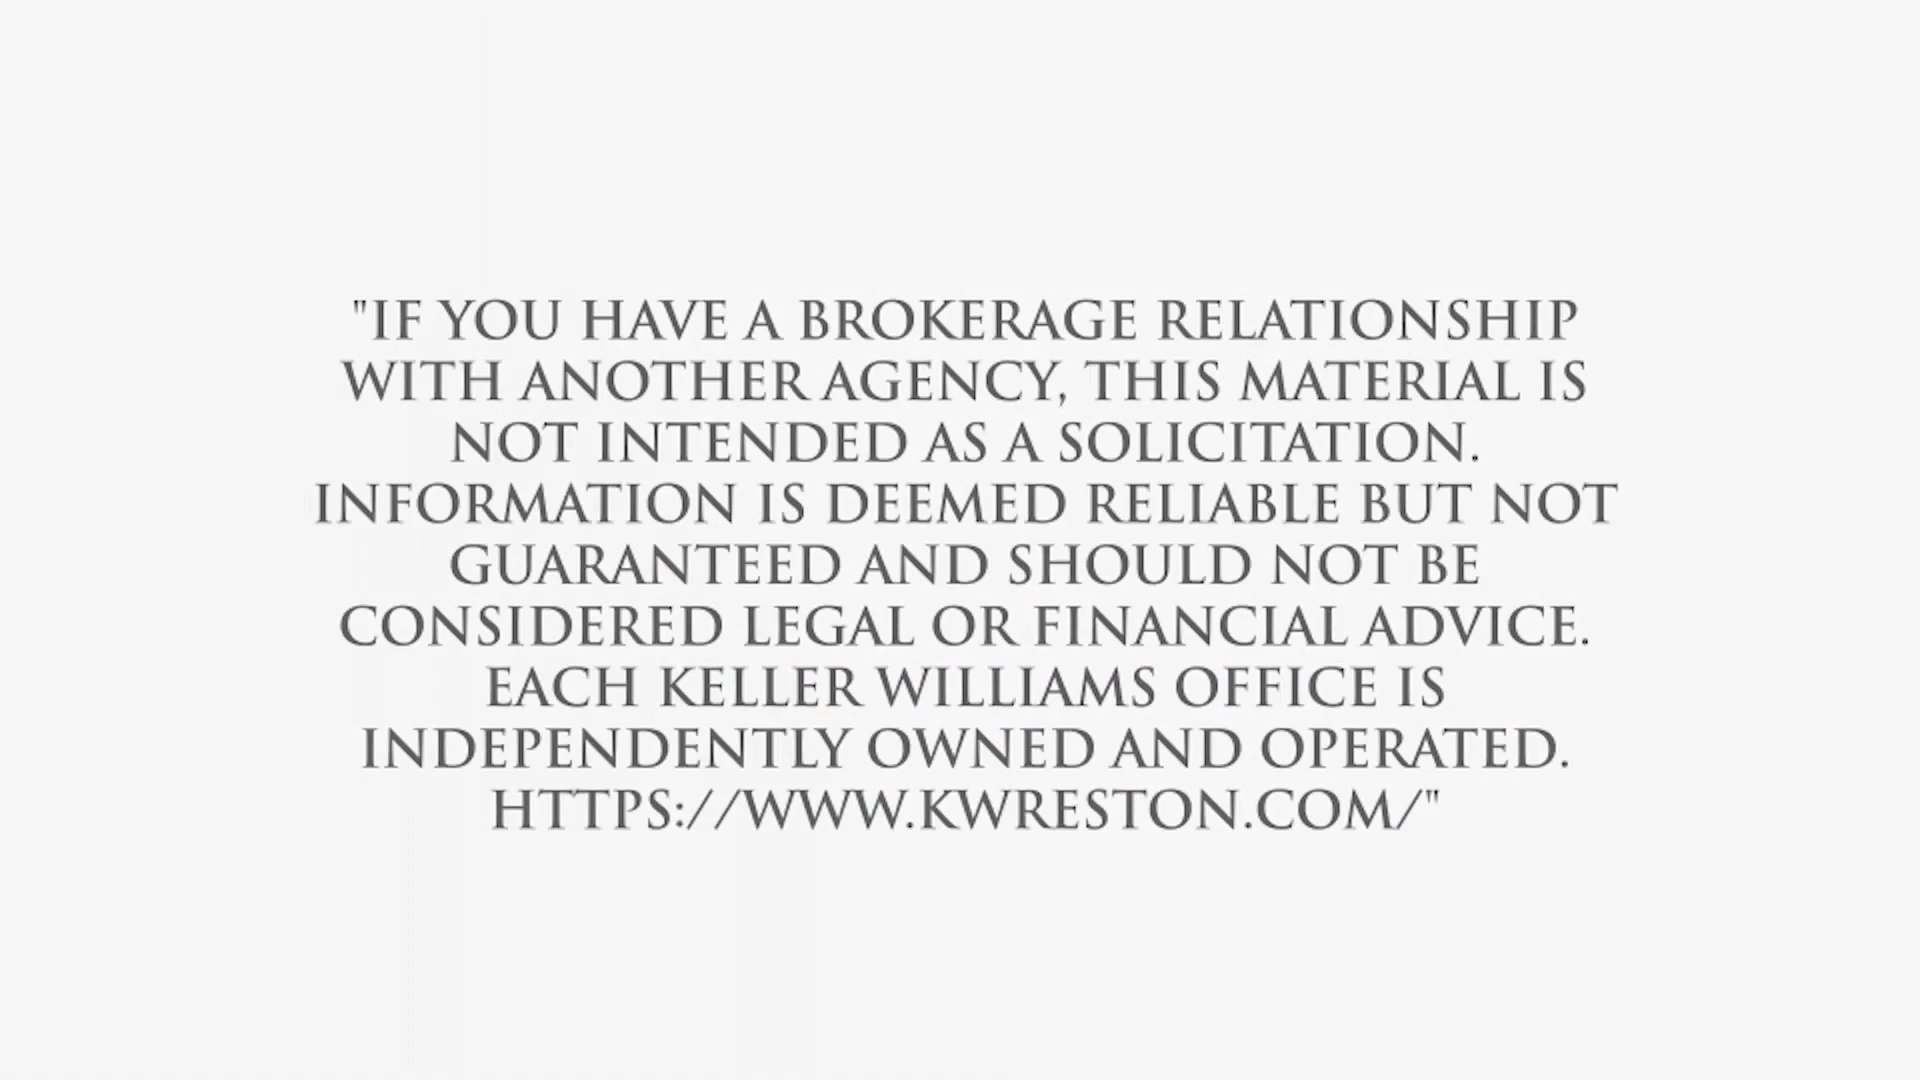 "IF YOU HAVE A BROKERAGE RELATIONSHIP
WITH ANOTHER AGENCY, THIS MATERIAL IS
NOT INTENDED AS A SOLICITATION.
INFORMATION IS DEEMED RELIABLE BUT NOT
GUARANTEED AND SHOULD NOT BE
CONSIDERED LEGAL OR FINANCIAL ADVICE.
EACH KELLER WILLIAMS OFFICE IS
INDEPENDENTLY OWNED AND OPERATED.
HTTPS://WWW.KWRESTON.COM/"